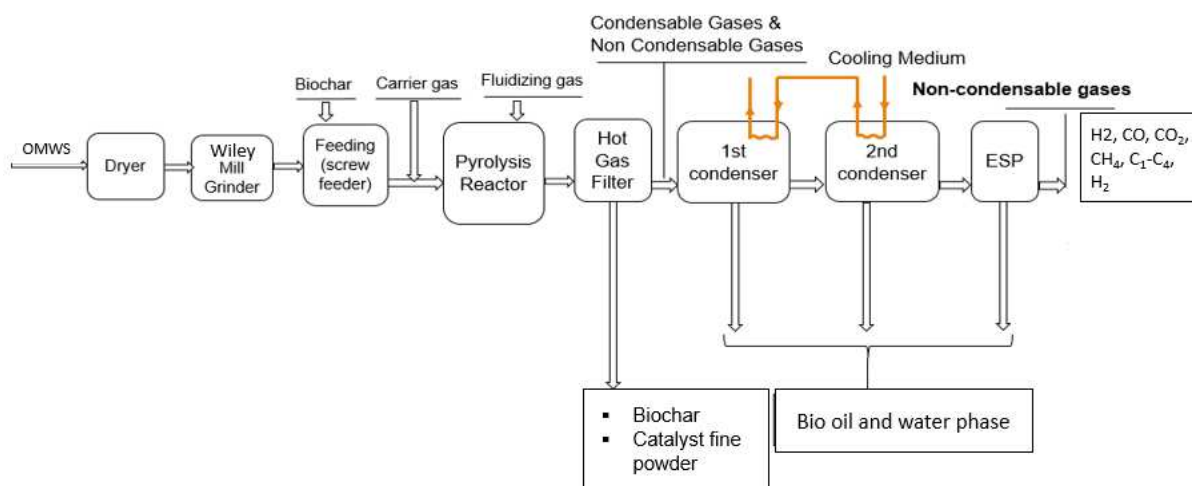 Condensable Gases &
Non Condensable Gases
Cooling Medium
Biochar
Carrier gas
Fluidizing gas
Non-condensable gases
OMWS
Dryer
Wiley
Mill
Grinder
Feeding
(screw
feeder)
Pyrolysis
Reactor
Hot
Gas
Filter
1st
condenser
2nd
condenser
ESP
H2, CO, CO₂,
CH₄, C₁-C₄,
H₂
▪ Biochar
▪ Catalyst fine
powder
Bio oil and water phase